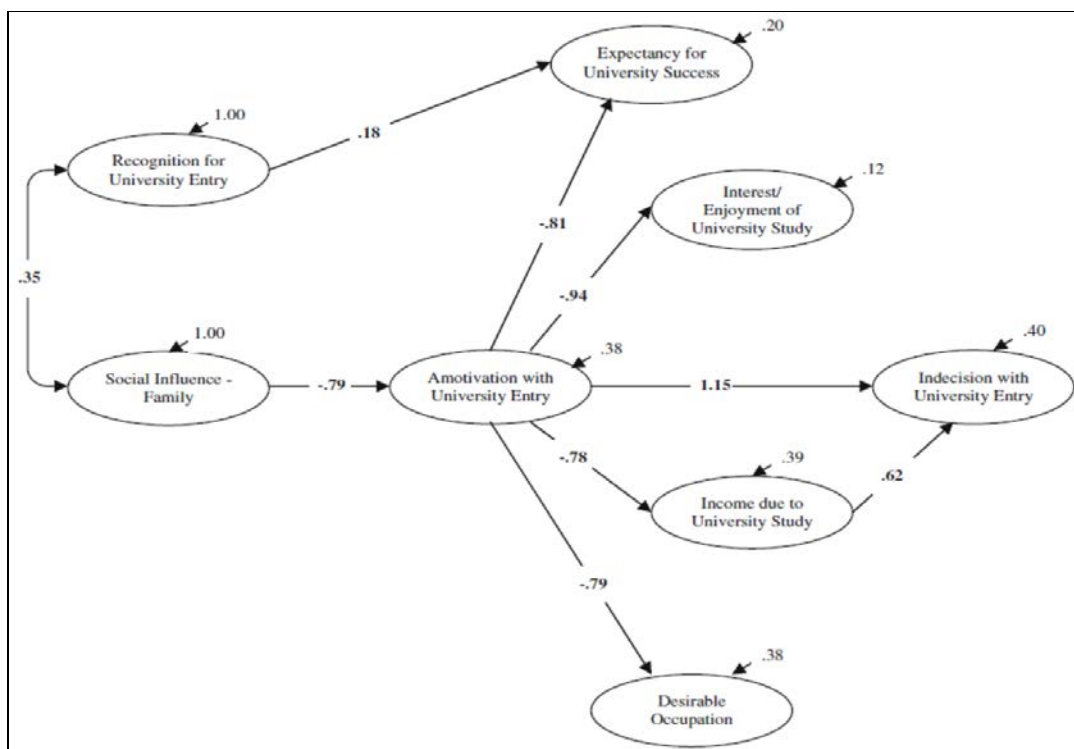 .20
Expectancy for
University Success
1.00
.18
Recognition for
University Entry
.12
Interest/
Enjoyment of
University Study
-.81
.35
-.94
1.00
.38
.40
Social Influence -
Family
-.79
Amotivation with
University Entry
1.15
Indecision with
University Entry
-.78
.39
.62
Income due to
University Study
-.79
.38
Desirable
Occupation